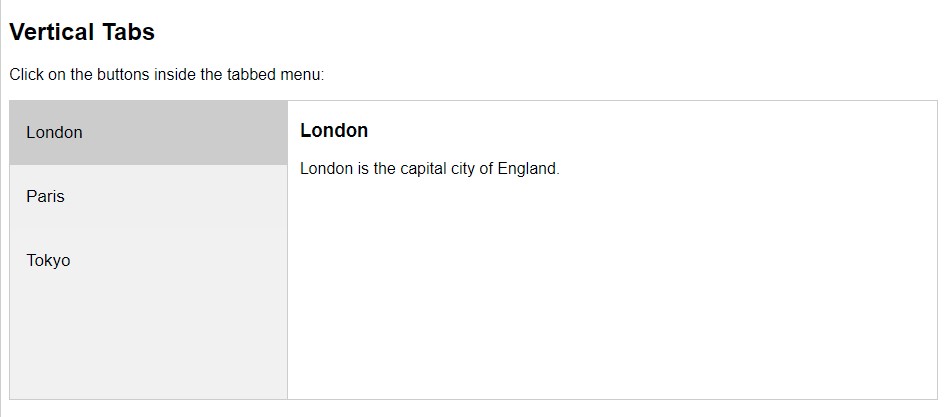 Vertical Tabs
Click on the buttons inside the tabbed menu:
London
Paris
Tokyo
London
London is the capital city of England.